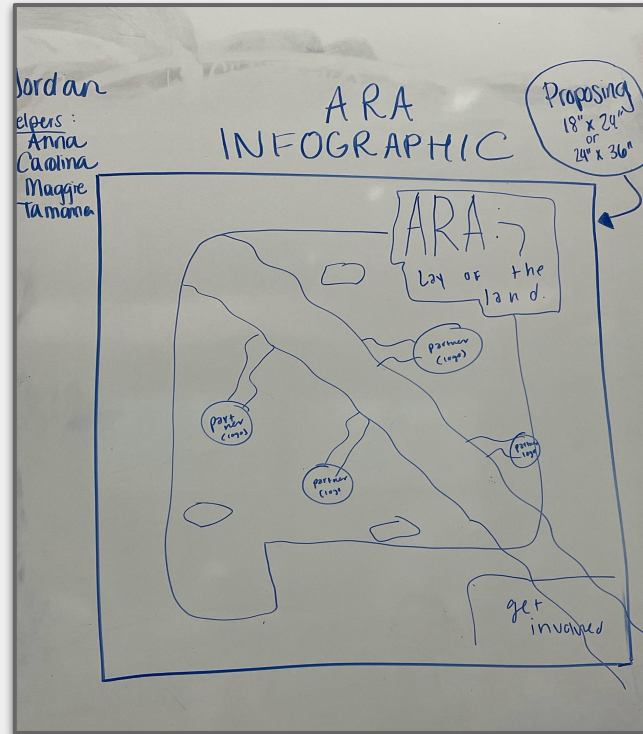 Jordan
elpers:
Anna
Carolina
Maggie
Tamanna
ARA
INFOGRAPHIC
Proposing
18" x 24"
or
24" x 36"
ARA:
Lay of the
land.
partner
(logo)
part
ner
(logo)
partner
(logo
partner
logo
get
involved